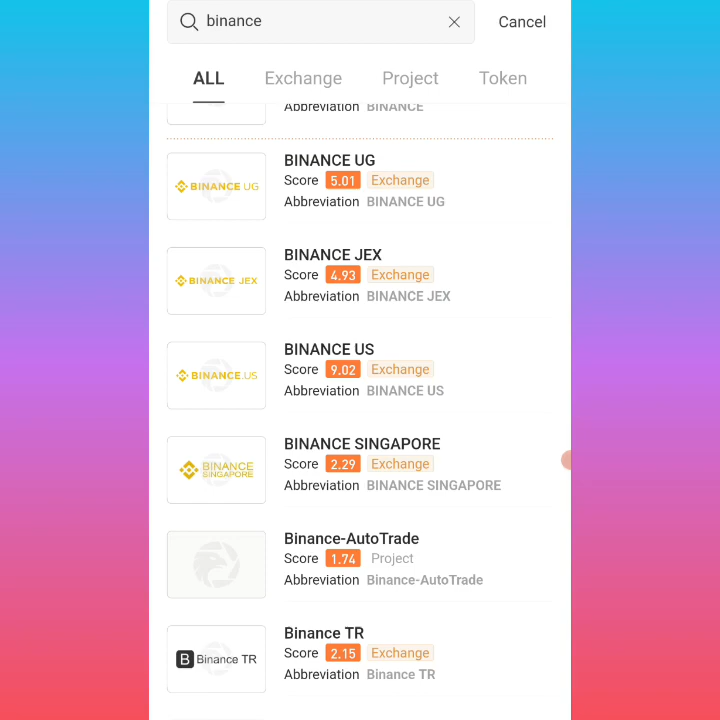 binance
Cancel
ALL Exchange Project Token
Abbreviation BINANCE
BINANCE UG
BINANCE UG
Score 5.01 Exchange
Abbreviation BINANCE UG
BINANCE JEX
BINANCE JEX
Score 4.93 Exchange
Abbreviation BINANCE JEX
BINANCE.US
BINANCE US
Score 9.02 Exchange
Abbreviation BINANCE US
BINANCE
SINGAPORE
BINANCE SINGAPORE
Score 2.29 Exchange
Abbreviation BINANCE SINGAPORE
Binance-AutoTrade
Score 1.74 Project
Abbreviation Binance-AutoTrade
B Binance TR
Binance TR
Score 2.15 Exchange
Abbreviation Binance TR